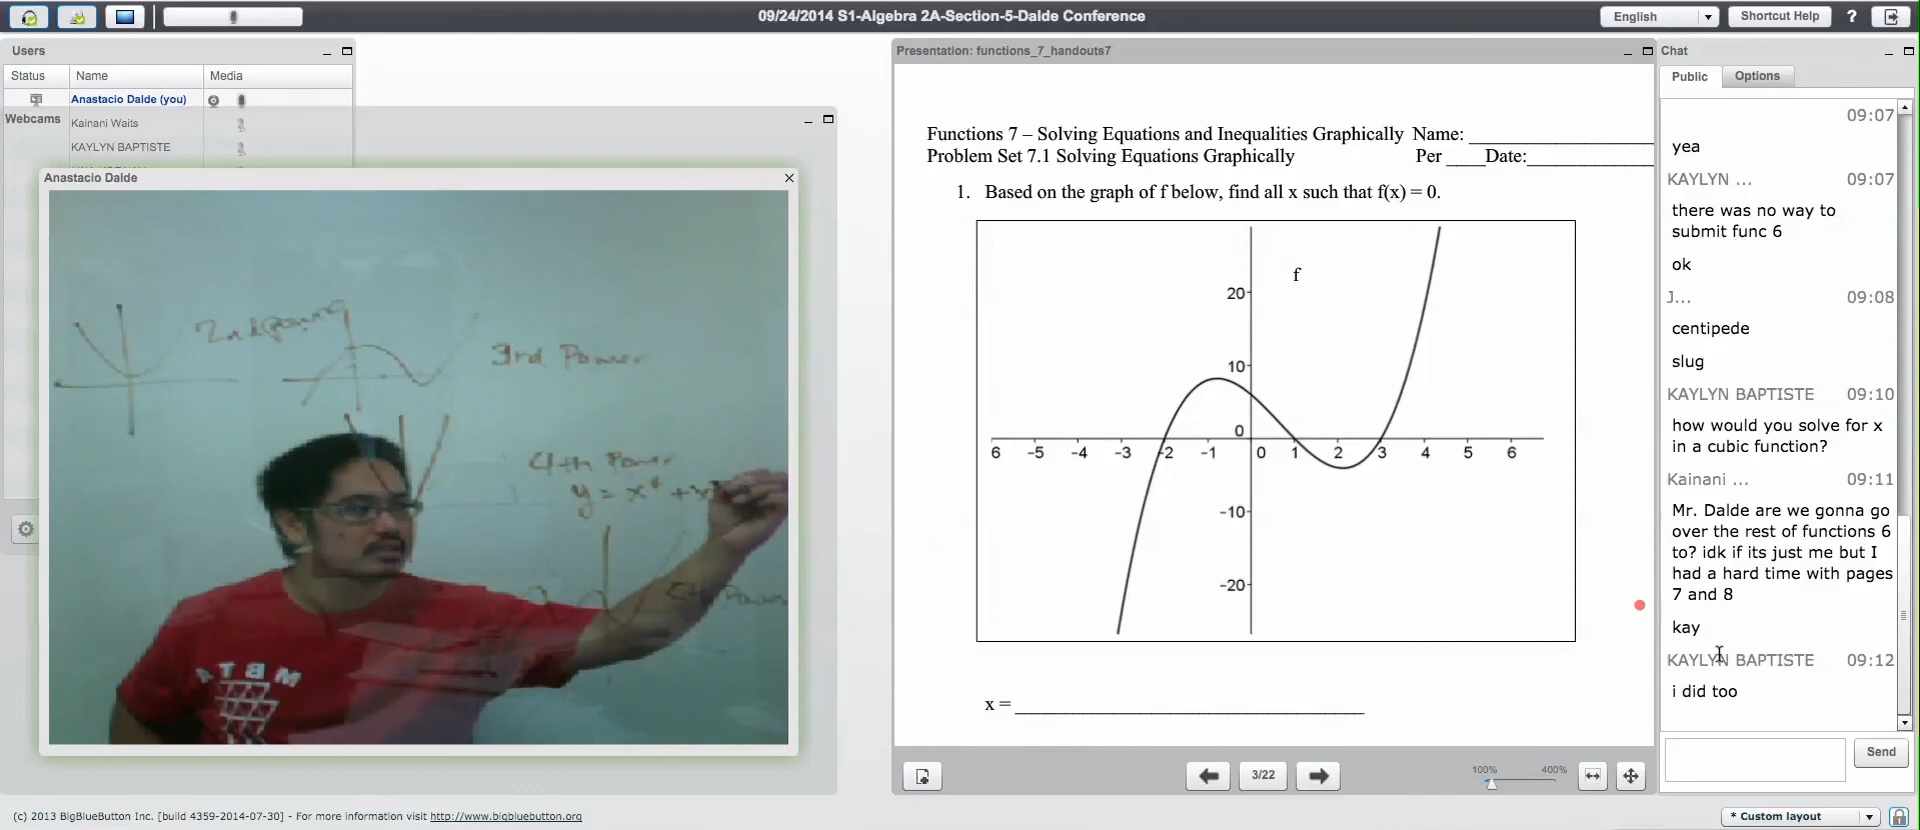 09/24/2014 S1-Algebra 2A-Section-5-Dalde Conference
English
Shortcut Help
?
Users
Status Name Media
Anastacio Dalde (you)
Kainani Waits
KAYLYN BAPTISTE
Webcams
Anastacio Dalde
2nd power
3rd Power
4th Power
5th Power
Presentation: functions_7_handouts7
Functions 7 – Solving Equations and Inequalities Graphically Name:
Problem Set 7.1 Solving Equations Graphically Per Date:
1. Based on the graph of f below, find all x such that f(x) = 0.
f
20
10
0
6 -5 -4 -3 -2 -1 0 1 2 3 4 5 6
-10
-20
x =
3/22
100% 400%
Chat
Public Options
09:07
yea
KAYLYN ... 09:07
there was no way to
submit func 6
ok
J... 09:08
centipede
slug
KAYLYN BAPTISTE 09:10
how would you solve for x
in a cubic function?
Kainani ... 09:11
Mr. Dalde are we gonna go
over the rest of functions 6
to? idk if its just me but I
had a hard time with pages
7 and 8
kay
KAYLYN BAPTISTE 09:12
i did too
Send
(c) 2013 BigBlueButton Inc. [build 4359-2014-07-30] - For more information visit http://www.bigbluebutton.org
* Custom layout